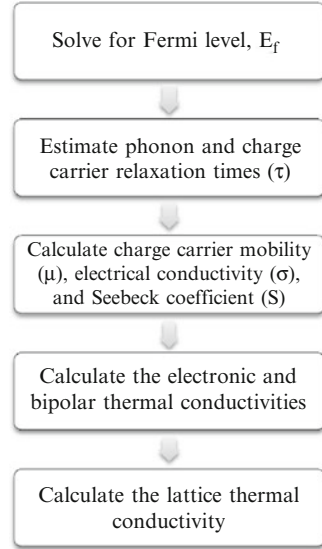 Solve for Fermi level, E_f
Estimate phonon and charge
carrier relaxation times (τ)
Calculate charge carrier mobility
(μ), electrical conductivity (σ),
and Seebeck coefficient (S)
Calculate the electronic and
bipolar thermal conductivities
Calculate the lattice thermal
conductivity